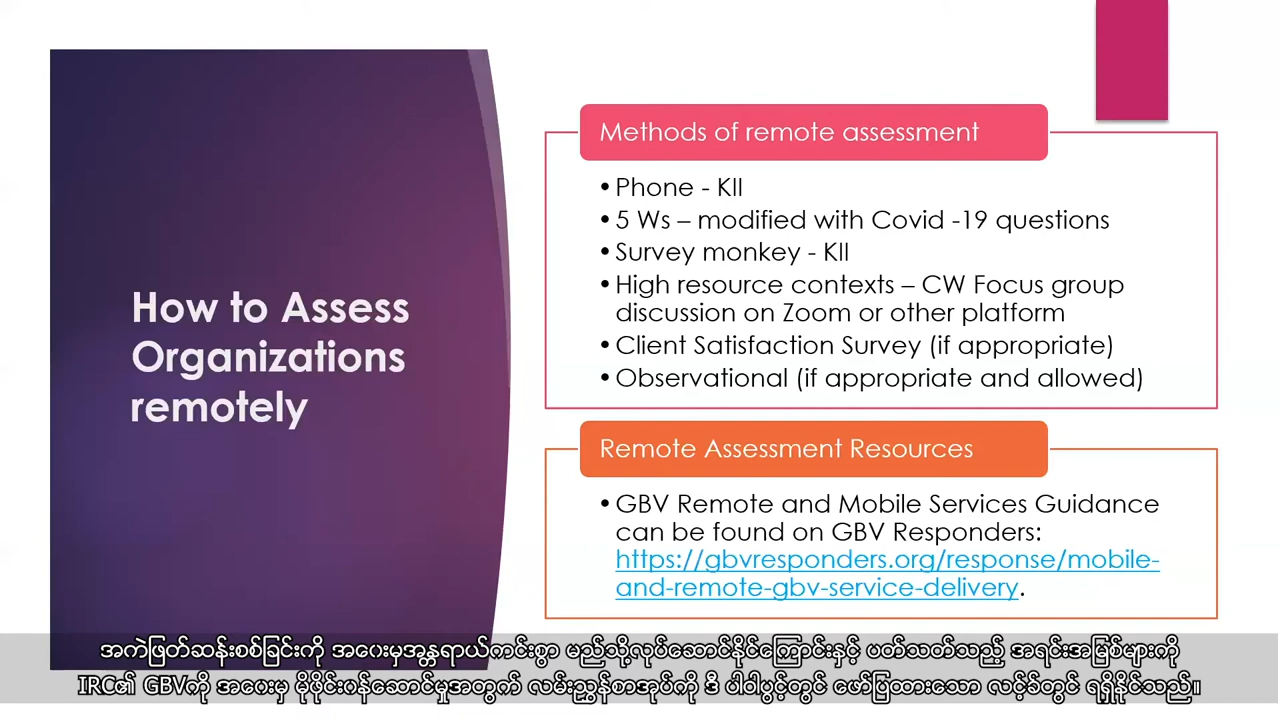 How to Assess
Organizations
remotely
Methods of remote assessment
• Phone - KII
• 5 Ws – modified with Covid -19 questions
• Survey monkey - KII
• High resource contexts – CW Focus group
discussion on Zoom or other platform
• Client Satisfaction Survey (if appropriate)
• Observational (if appropriate and allowed)
Remote Assessment Resources
• GBV Remote and Mobile Services Guidance
can be found on GBV Responders:
https://gbvresponders.org/response/mobile-
and-remote-gbv-service-delivery.
အကဲဖြတ်ဆန်းစစ်ခြင်းကို အဝေးမှအန္တရာယ်ကင်းစွာ မည်သို့လုပ်ဆောင်နိုင်ကြောင်းနှင့် ပတ်သတ်သည့် အရင်းအမြစ်များကို
IRC၏ GBVကို အဝေးမှ မိုဖိုင်းဝန်ဆောင်မှုအတွက် လမ်းညွှန်စာအုပ်ကို ဒီ ပါဝါပွင့်တွင် ဖော်ပြထားသော လင့်ခ်တွင် ရရှိနိုင်သည်။